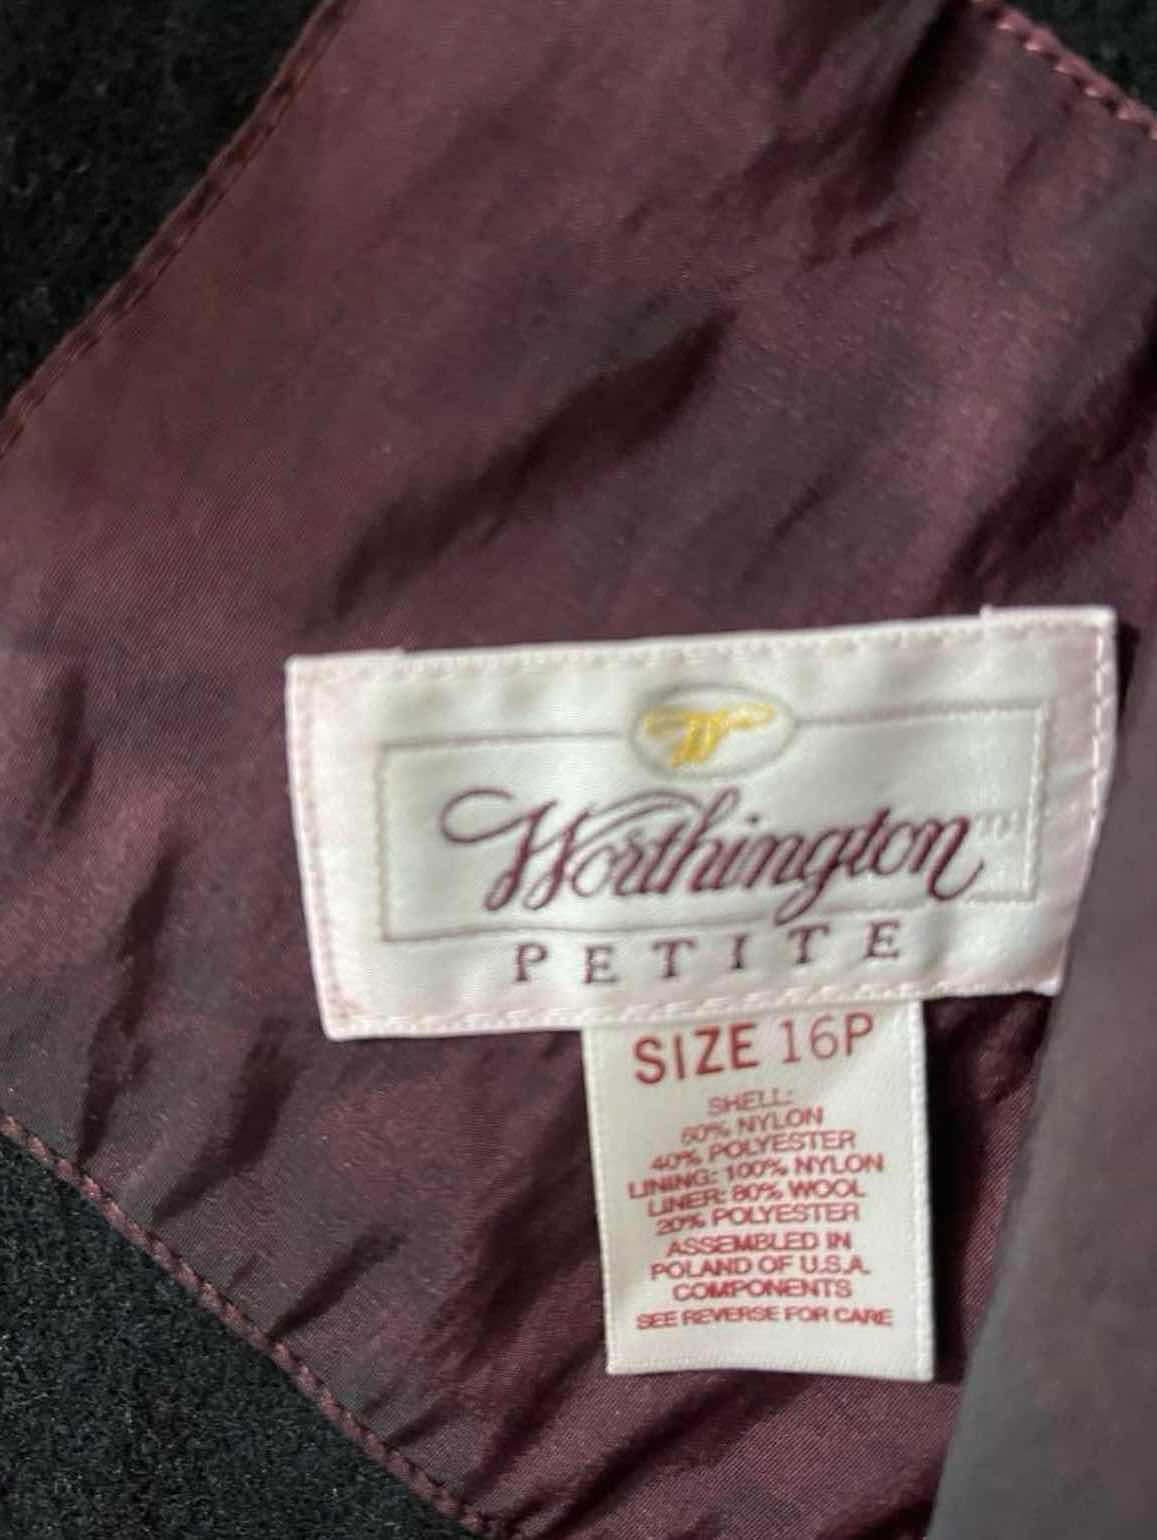 W
Worthington™
PETITE
SIZE 16P
SHELL:
60% NYLON
40% POLYESTER
LINING: 100% NYLON
LINER: 80% WOOL
20% POLYESTER
ASSEMBLED IN
POLAND OF U.S.A.
COMPONENTS
SEE REVERSE FOR CARE